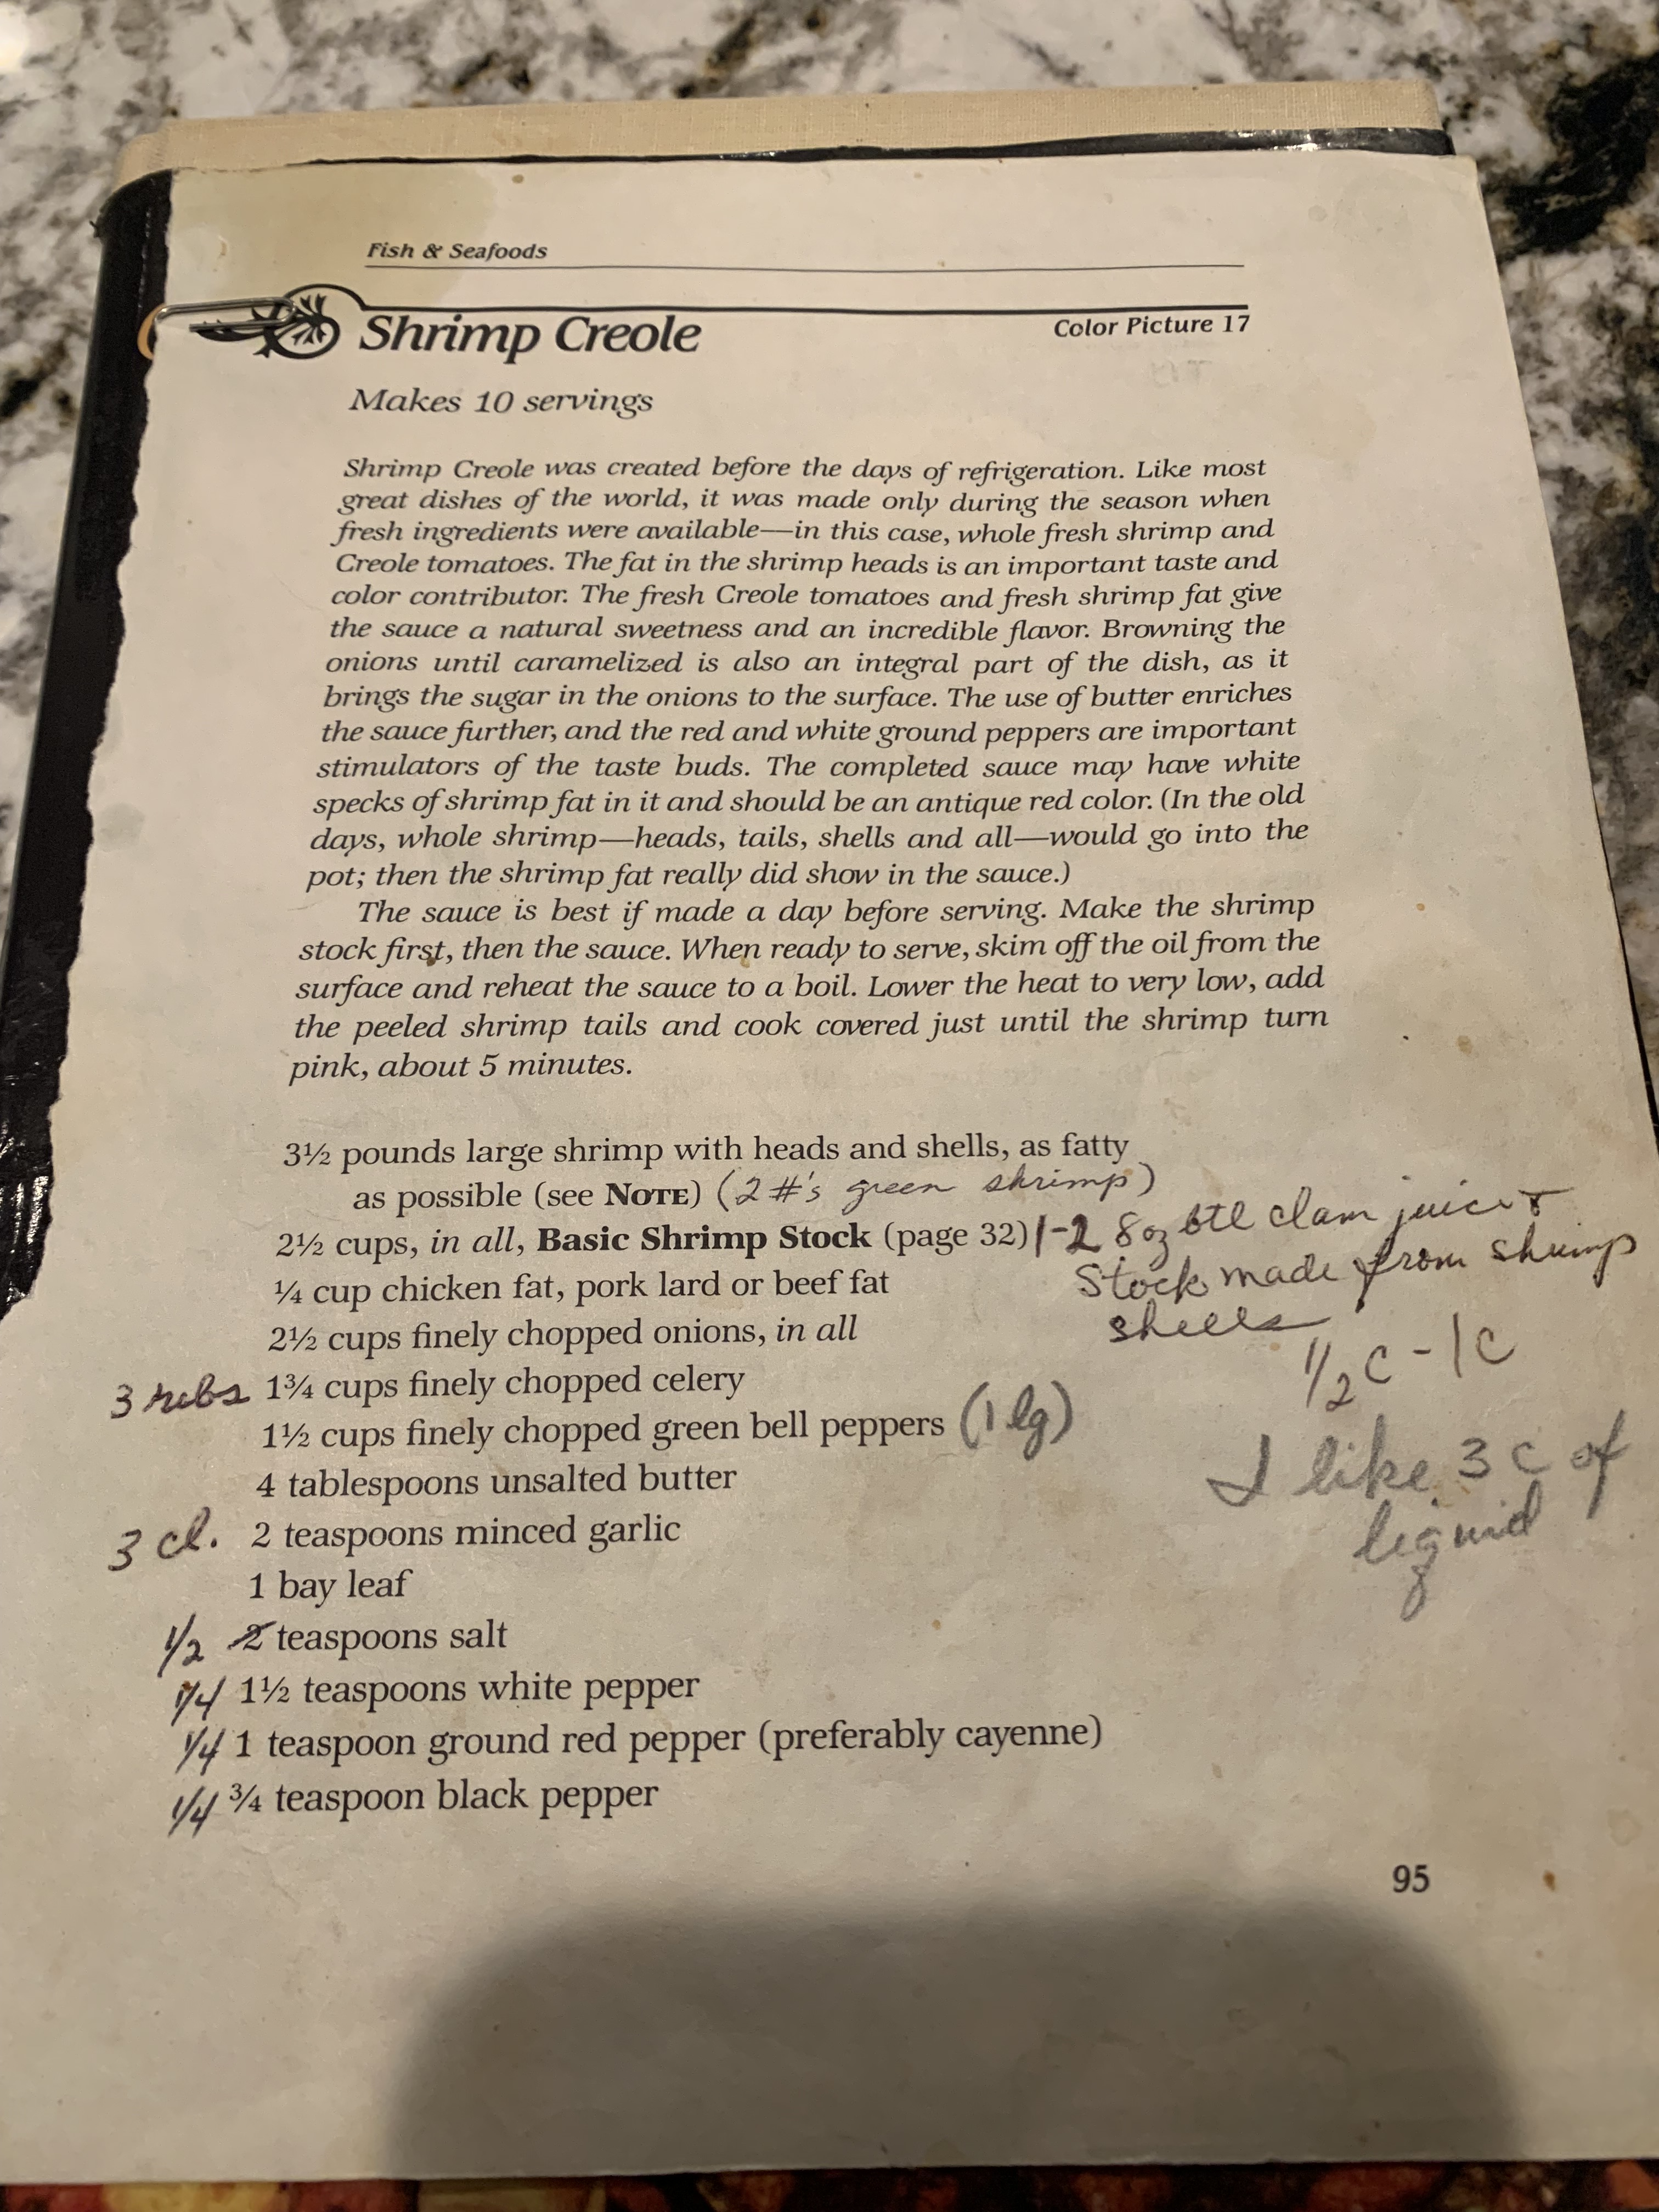 Fish & Seafoods
Shrimp Creole
Color Picture 17
Makes 10 servings
Shrimp Creole was created before the days of refrigeration. Like most
great dishes of the world, it was made only during the season when
fresh ingredients were available—in this case, whole fresh shrimp and
Creole tomatoes. The fat in the shrimp heads is an important taste and
color contributor. The fresh Creole tomatoes and fresh shrimp fat give
the sauce a natural sweetness and an incredible flavor. Browning the
onions until caramelized is also an integral part of the dish, as it
brings the sugar in the onions to the surface. The use of butter enriches
the sauce further, and the red and white ground peppers are important
stimulators of the taste buds. The completed sauce may have white
specks of shrimp fat in it and should be an antique red color. (In the old
days, whole shrimp—heads, tails, shells and all—would go into the
pot; then the shrimp fat really did show in the sauce.)
The sauce is best if made a day before serving. Make the shrimp
stock first, then the sauce. When ready to serve, skim off the oil from the
surface and reheat the sauce to a boil. Lower the heat to very low, add
the peeled shrimp tails and cook covered just until the shrimp turn
pink, about 5 minutes.
3½ pounds large shrimp with heads and shells, as fatty
as possible (see NOTE) (2 #'s green shrimp)
2½ cups, in all, Basic Shrimp Stock (page 32) 1-2 8oz btl clam juice &
Stock made from shrimp
shells
¼ cup chicken fat, pork lard or beef fat
2½ cups finely chopped onions, in all
1/2 c - 1 c
3 ribs 1¾ cups finely chopped celery
1½ cups finely chopped green bell peppers (1 lg)
I like 3 c of
liquid
4 tablespoons unsalted butter
3 cl. 2 teaspoons minced garlic
1 bay leaf
1/2 2 teaspoons salt
1/4 1½ teaspoons white pepper
1/4 1 teaspoon ground red pepper (preferably cayenne)
1/4 ¾ teaspoon black pepper
95